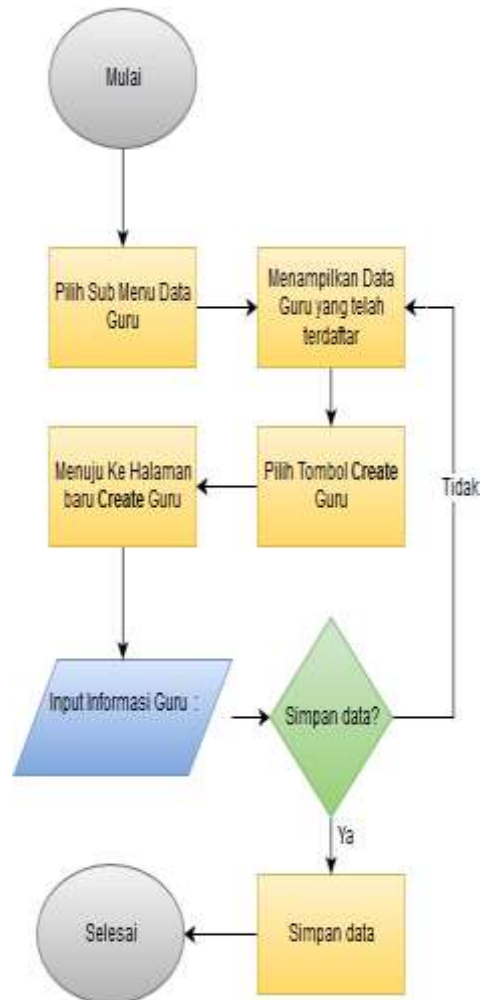 Mulai
Pilih Sub Menu Data
Guru
Menampilkan Data
Guru yang telah
terdaftar
Menuju Ke Halaman
baru Create Guru
Pilih Tombol Create
Guru
Tidak
Input Informasi Guru :
Simpan data?
Ya
Selesai
Simpan data